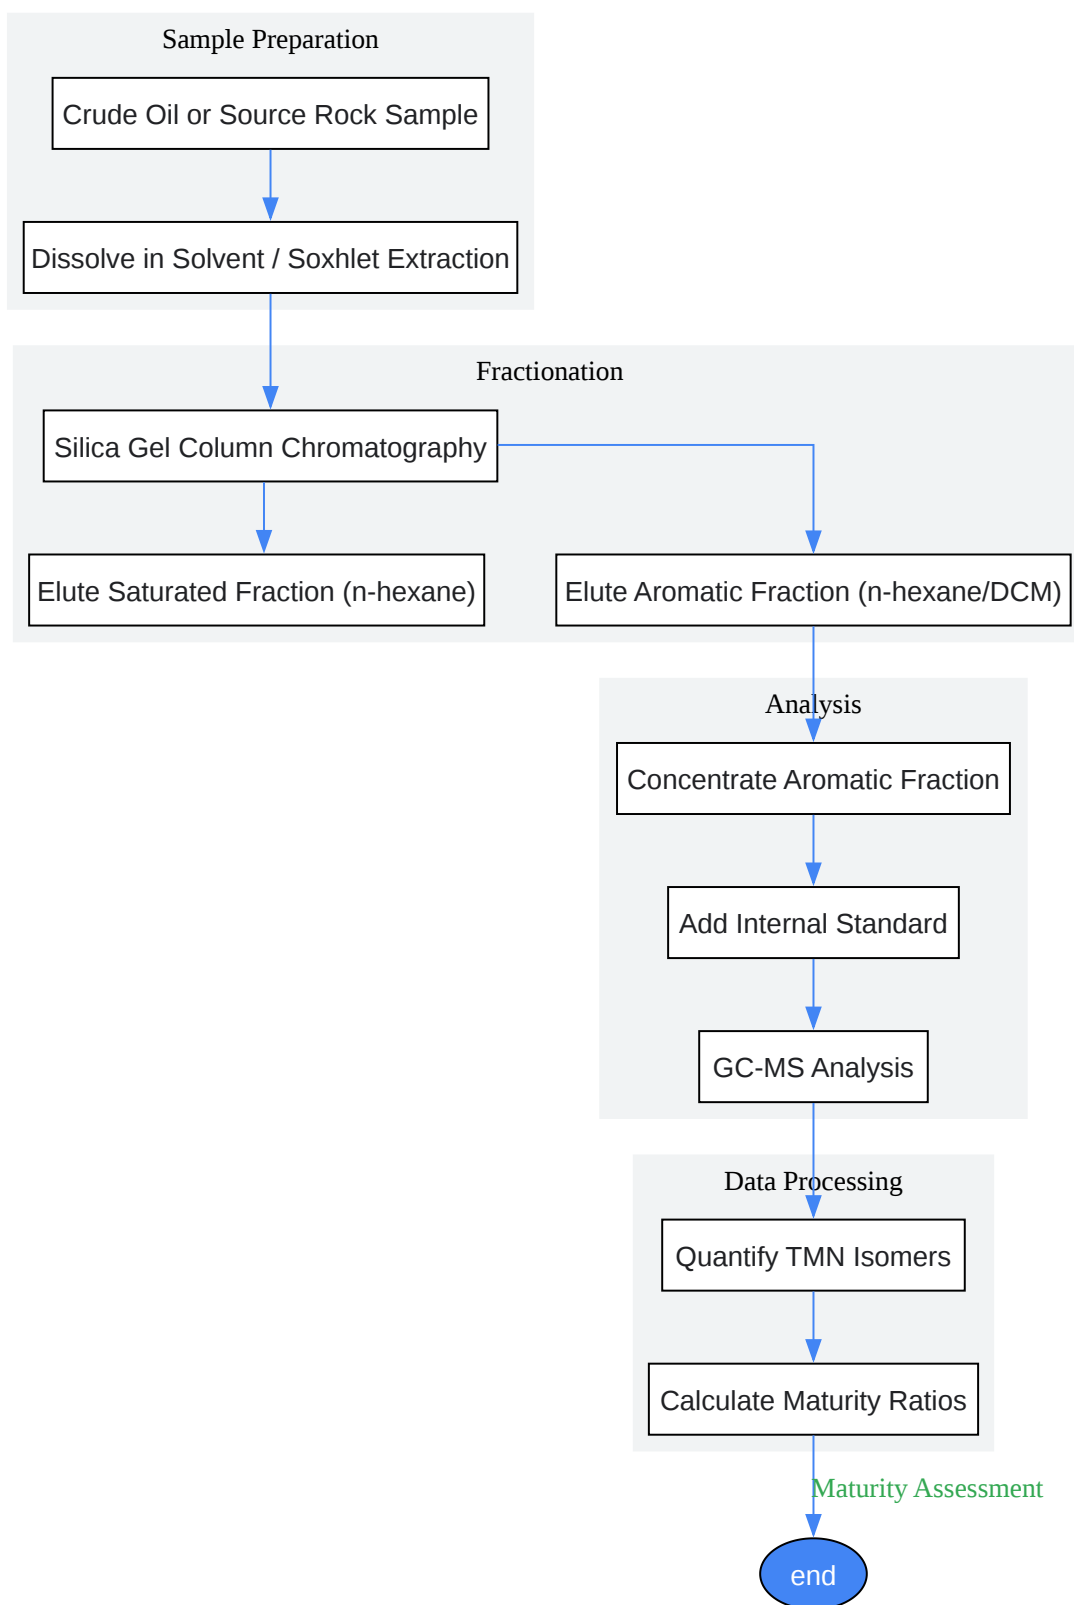 Sample Preparation
Crude Oil or Source Rock Sample
Dissolve in Solvent / Soxhlet Extraction
Fractionation
Silica Gel Column Chromatography
Elute Saturated Fraction (n-hexane)
Elute Aromatic Fraction (n-hexane/DCM)
Analysis
Concentrate Aromatic Fraction
Add Internal Standard
GC-MS Analysis
Data Processing
Quantify TMN Isomers
Calculate Maturity Ratios
Maturity Assessment
end